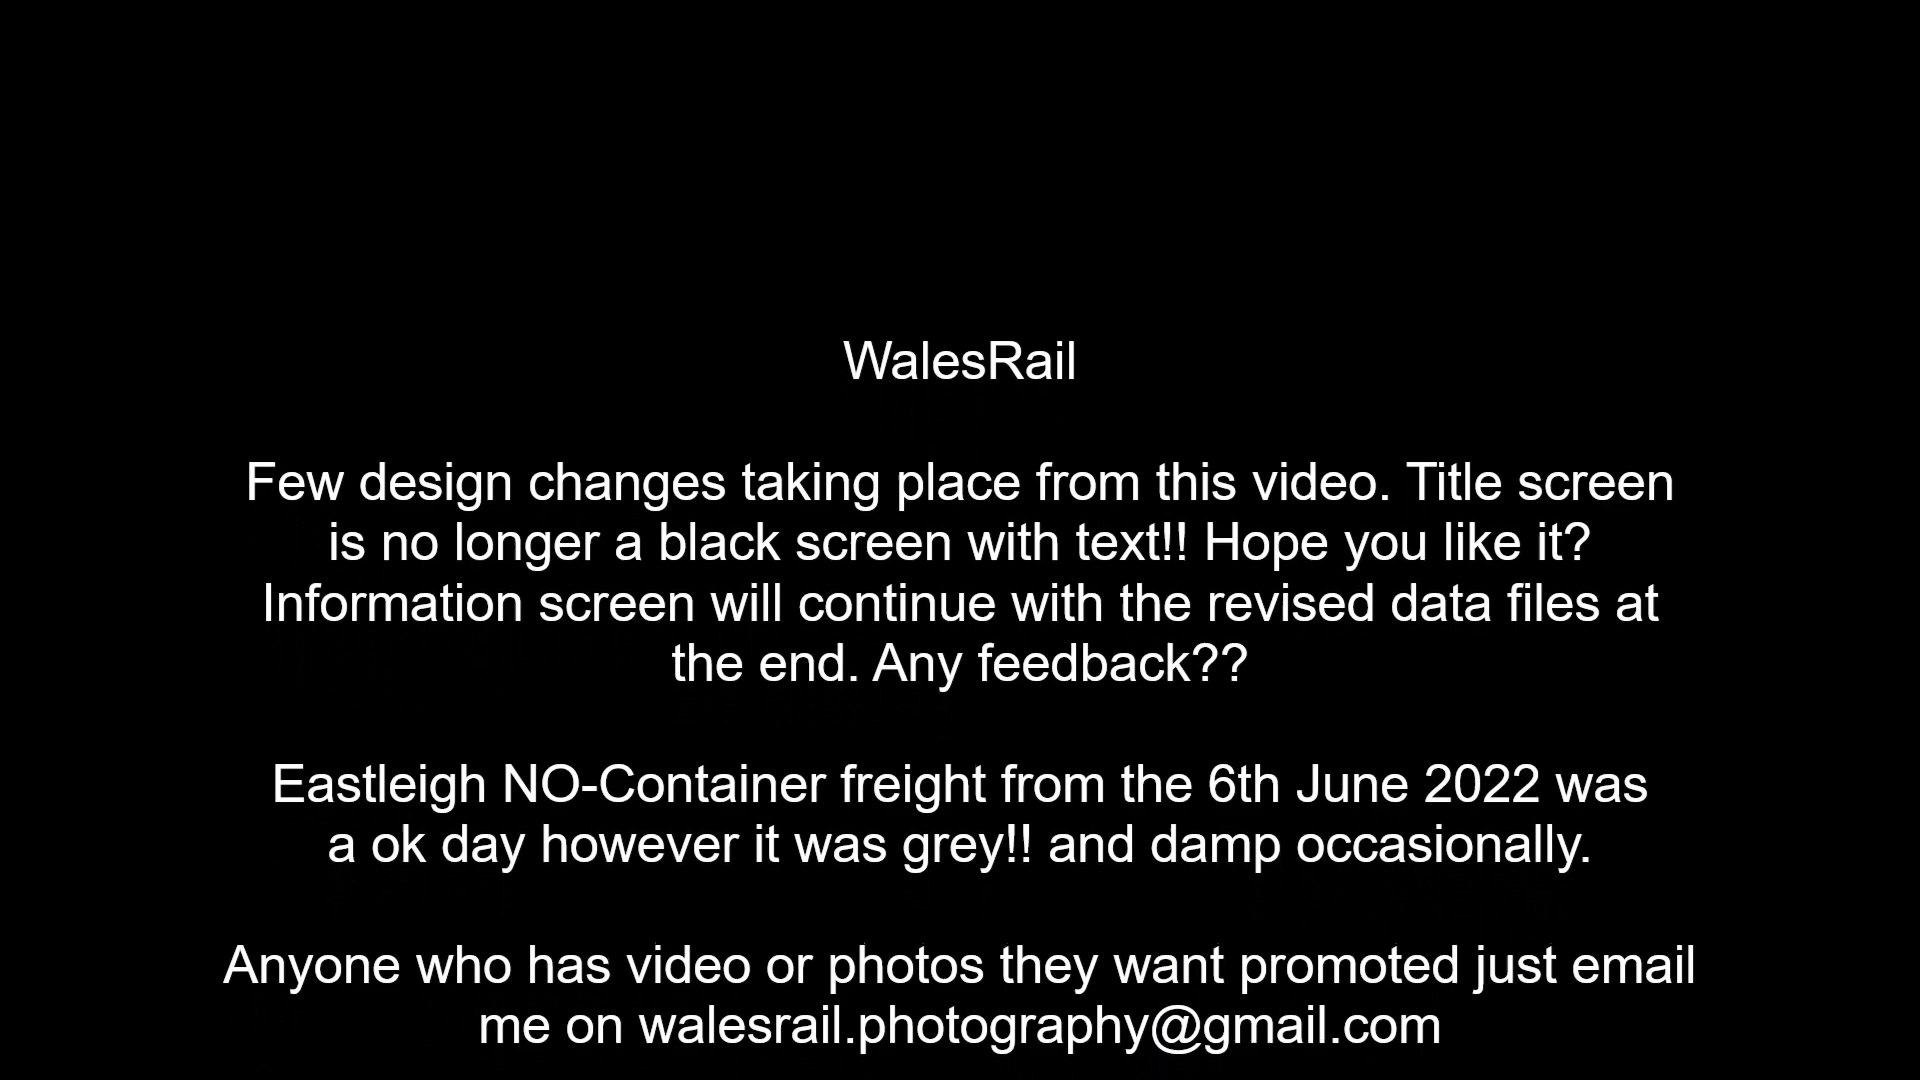 WalesRail
Few design changes taking place from this video. Title screen
is no longer a black screen with text!! Hope you like it?
Information screen will continue with the revised data files at
the end. Any feedback??
Eastleigh NO-Container freight from the 6th June 2022 was
a ok day however it was grey!! and damp occasionally.
Anyone who has video or photos they want promoted just email
me on walesrail.photography@gmail.com